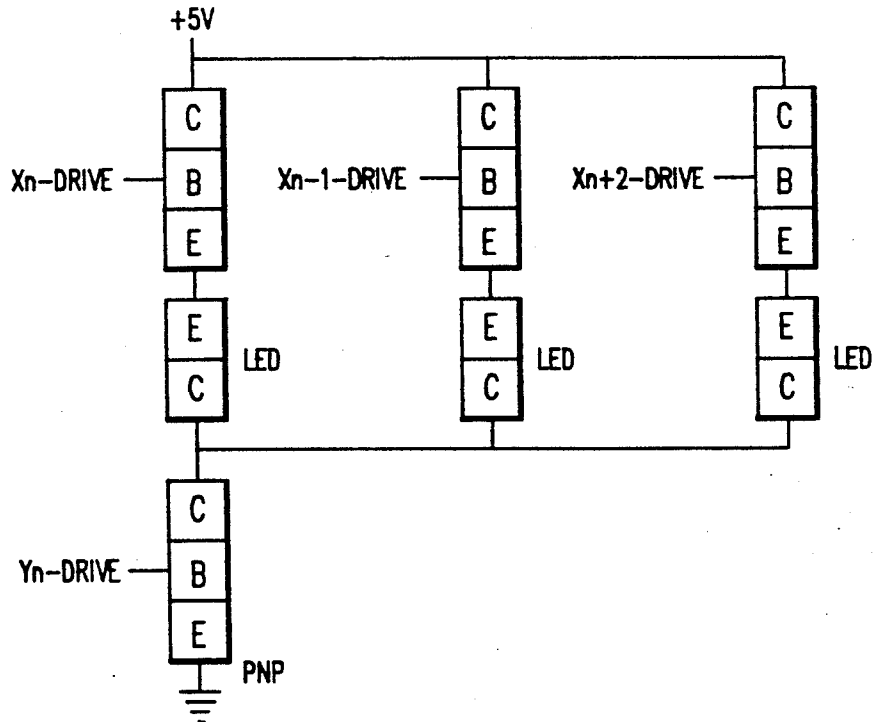 +5V
C C C
Xn-DRIVE B Xn-1-DRIVE B Xn+2-DRIVE B
E E E
E LED E LED E LED
C C C
C
Yn-DRIVE B
E
PNP